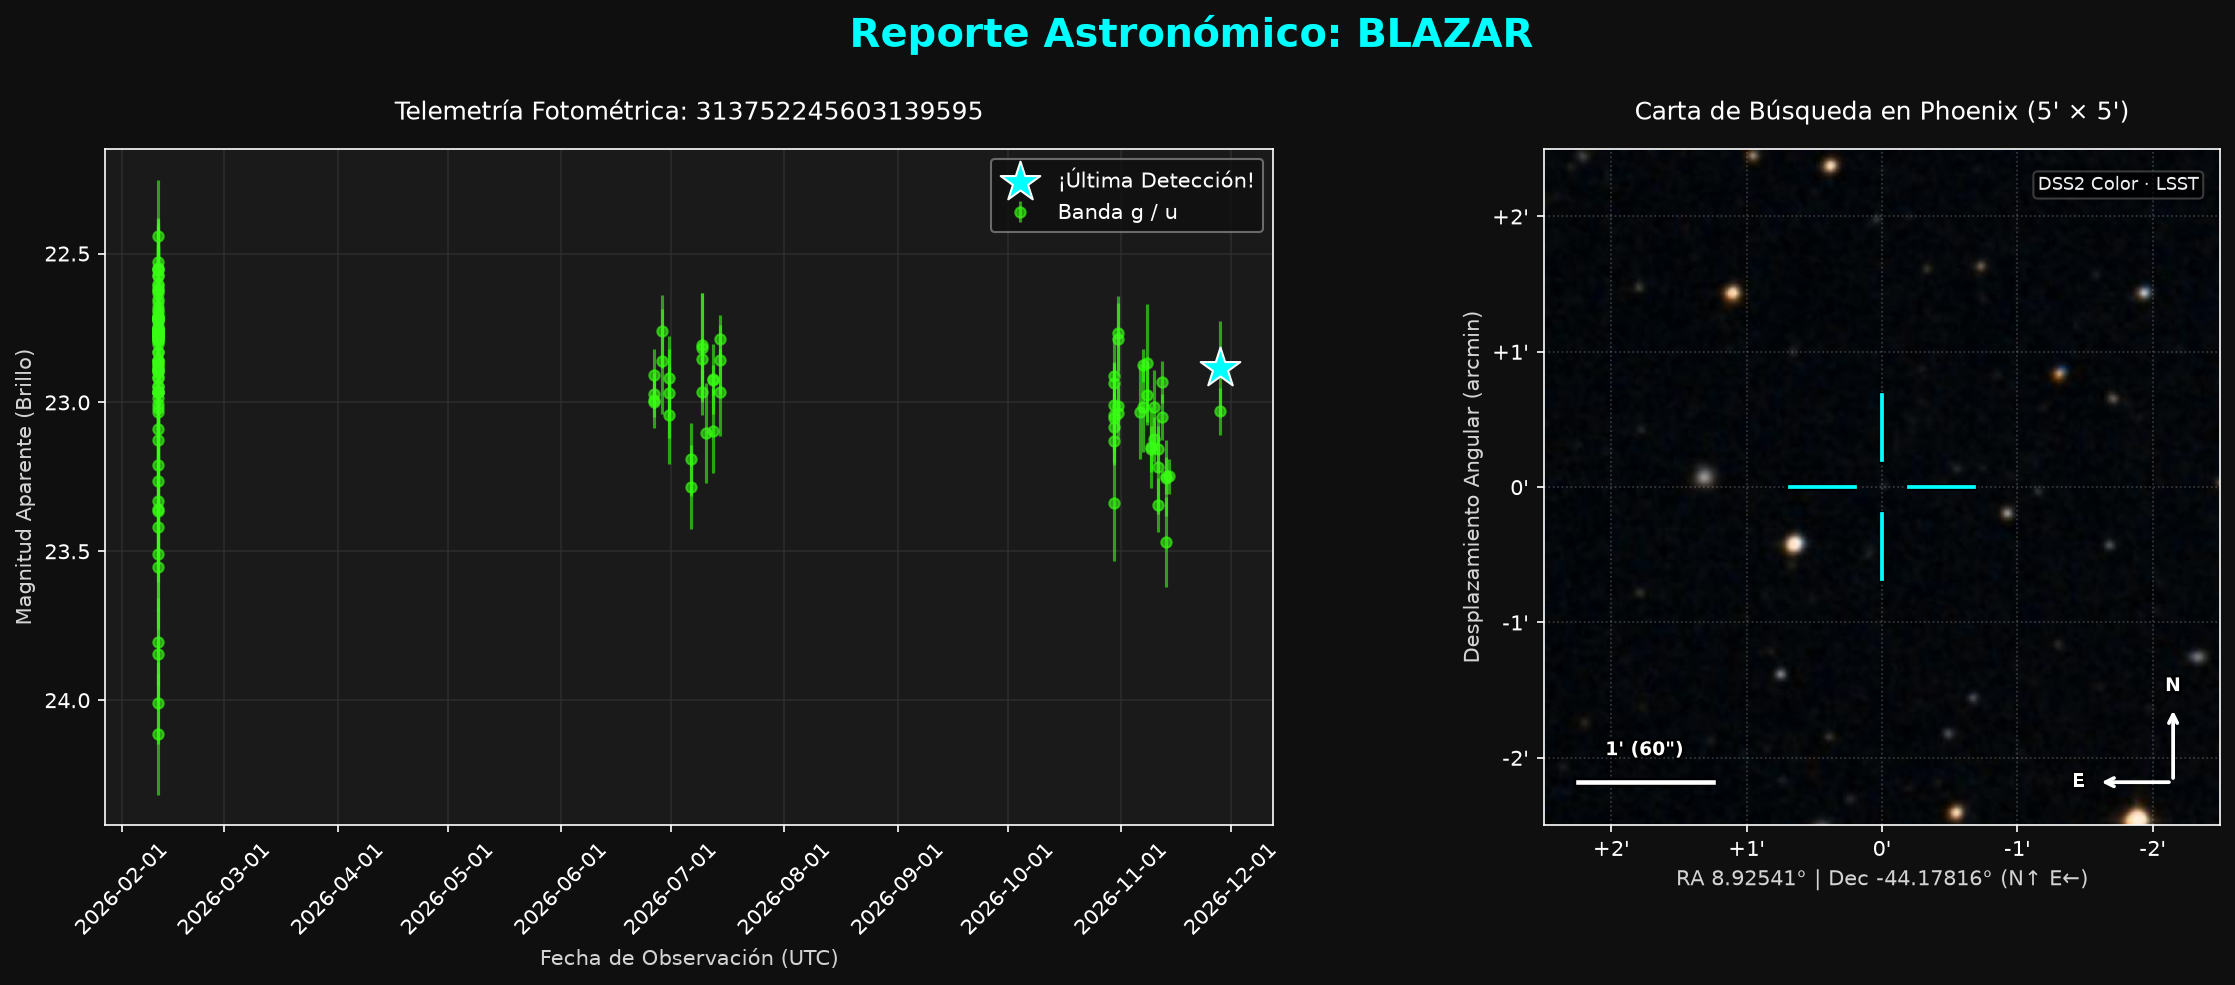 Reporte Astronómico: BLAZAR
Telemetría Fotométrica: 313752245603139595
Magnitud Aparente (Brillo)
22.5
23.0
23.5
24.0
¡Última Detección!
Banda g / u
2026-02-01
2026-03-01
2026-04-01
2026-05-01
2026-06-01
2026-07-01
2026-08-01
2026-09-01
2026-10-01
2026-11-01
2026-12-01
Fecha de Observación (UTC)
Carta de Búsqueda en Phoenix (5' × 5')
Desplazamiento Angular (arcmin)
+2'
+1'
0'
-1'
-2'
DSS2 Color · LSST
N
E
1' (60")
+2'
+1'
0'
-1'
-2'
RA 8.92541° | Dec -44.17816° (N↑ E←)